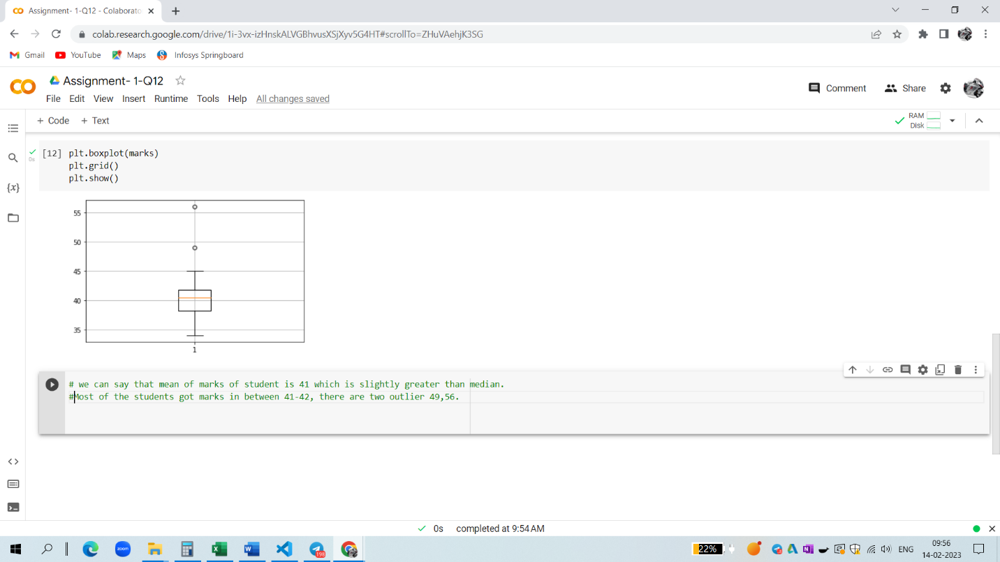 Assignment- 1-Q12 - Colaborato
colab.research.google.com/drive/1i-3vx-izHnskALVGBhvusXSjXyv5G4HT#scrollTo=ZHuVAehjK3SG
Gmail YouTube Maps Infosys Springboard
Assignment- 1-Q12
Comment Share
File Edit View Insert Runtime Tools Help All changes saved
+ Code + Text
RAM
Disk
[12] plt.boxplot(marks)
0s
plt.grid()
plt.show()
55
50
45
40
35
1
# we can say that mean of marks of student is 41 which is slightly greater than median.
#Most of the students got marks in between 41-42, there are two outlier 49,56.
0s completed at 9:54 AM
zoom
198
22%
ENG
09:56
14-02-2023